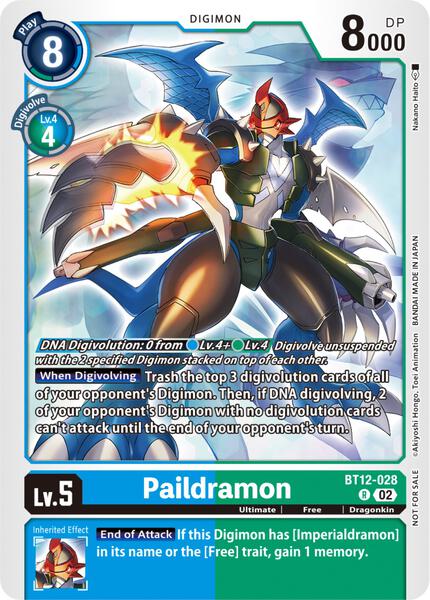 DIGIMON
Play
8
DP
8000
Digivolve
Lv.4
4
Nakano Haito
©Akiyoshi Hongo, Toei Animation BANDAI MADE IN JAPAN
NOT FOR SALE
DNA Digivolution: 0 from Lv.4+ Lv.4 Digivolve unsuspended
with the 2 specified Digimon stacked on top of each other.
When Digivolving Trash the top 3 digivolution cards of all
of your opponent's Digimon. Then, if DNA digivolving, 2
of your opponent's Digimon with no digivolution cards
can't attack until the end of your opponent's turn.
Lv.5
Paildramon
BT12-028
R 02
Ultimate | Free | Dragonkin
Inherited Effect
End of Attack If this Digimon has [Imperialdramon]
in its name or the [Free] trait, gain 1 memory.